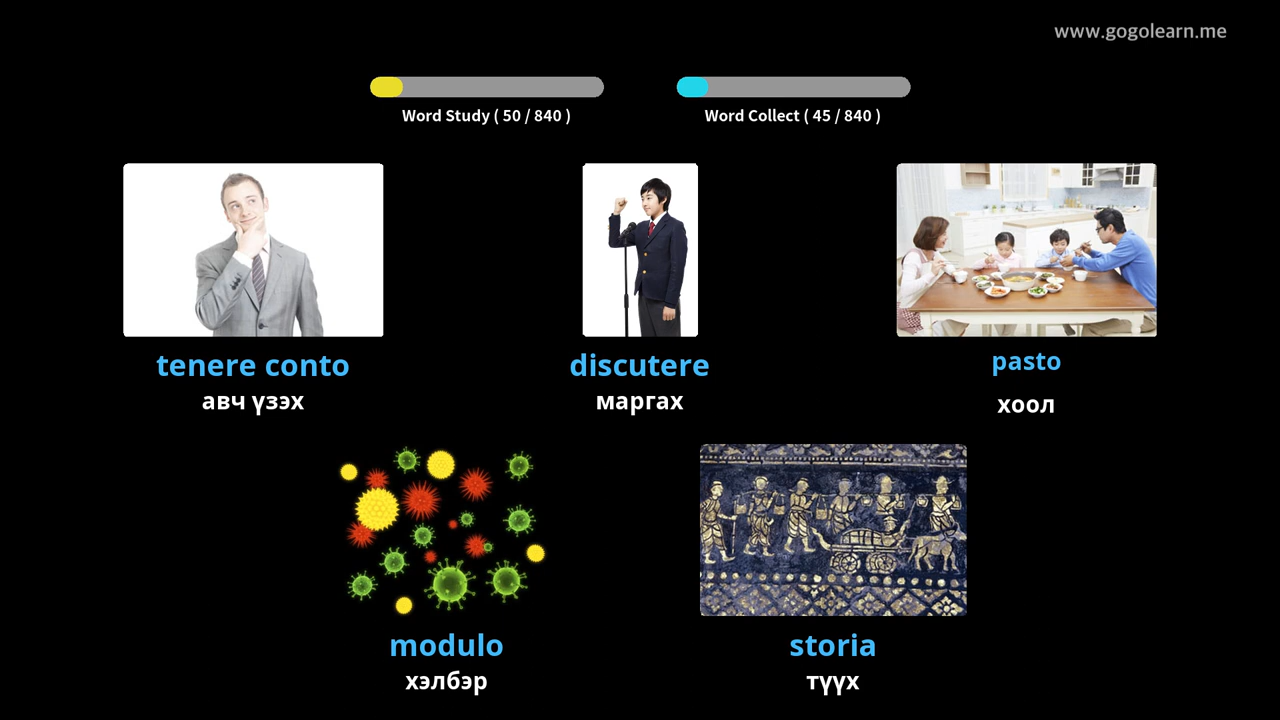 www.gogolearn.me
Word Study ( 50 / 840 )
Word Collect ( 45 / 840 )
tenere conto
авч үзэх
discutere
маргах
pasto
хоол
modulo
хэлбэр
storia
түүх